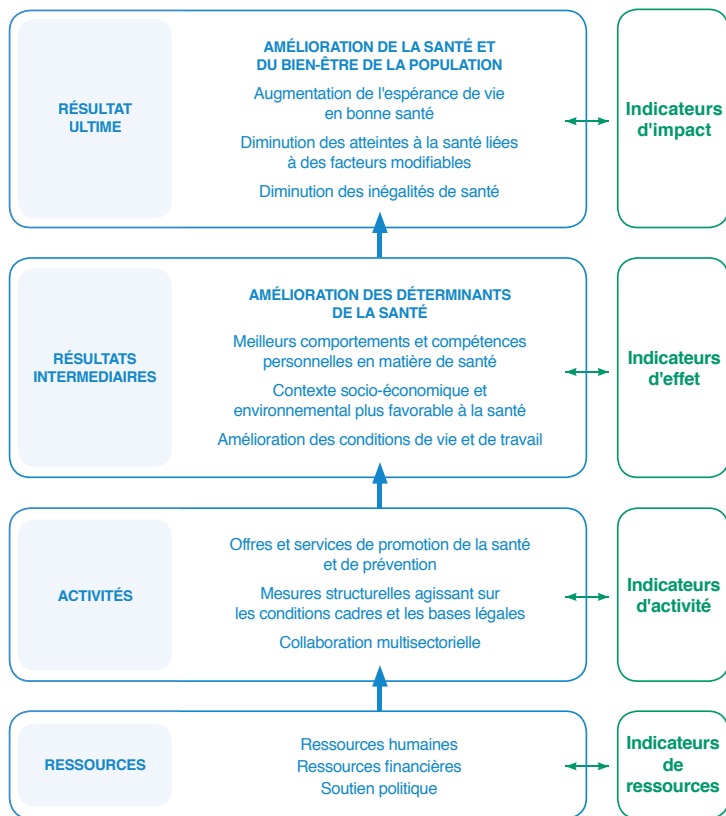 RÉSULTAT
ULTIME
AMÉLIORATION DE LA SANTÉ ET
DU BIEN-ÊTRE DE LA POPULATION
Augmentation de l'espérance de vie
en bonne santé
Diminution des atteintes à la santé liées
à des facteurs modifiables
Diminution des inégalités de santé
Indicateurs
d'impact
RÉSULTATS
INTERMEDIAIRES
AMÉLIORATION DES DÉTERMINANTS
DE LA SANTÉ
Meilleurs comportements et compétences
personnelles en matière de santé
Contexte socio-économique et
environnemental plus favorable à la santé
Amélioration des conditions de vie et de travail
Indicateurs
d'effet
ACTIVITÉS
Offres et services de promotion de la santé
et de prévention
Mesures structurelles agissant sur
les conditions cadres et les bases légales
Collaboration multisectorielle
Indicateurs
d'activité
RESSOURCES
Ressources humaines
Ressources financières
Soutien politique
Indicateurs
de
ressources